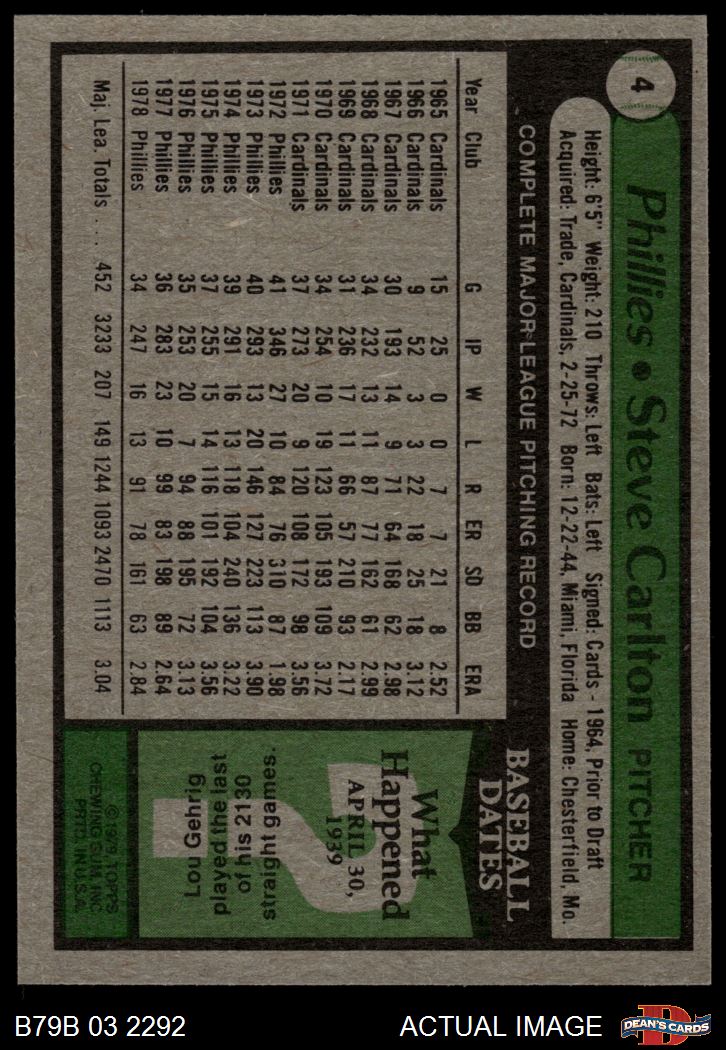 4
Phillies • Steve Carlton PITCHER
Height: 6'5" Weight: 210 Throws: Left Bats: Left Signed: Cards - 1964, Prior to Draft
Acquired: Trade, Cardinals, 2-25-72 Born: 12-22-44, Miami, Florida Home: Chesterfield, Mo.
COMPLETE MAJOR LEAGUE PITCHING RECORD
Year Club G IP W L R ER SO BB ERA
1965 Cardinals 15 25 0 0 7 7 21 8 2.52
1966 Cardinals 9 52 3 3 22 18 25 18 3.12
1967 Cardinals 30 193 14 9 71 64 168 62 2.98
1968 Cardinals 34 232 13 11 87 77 162 61 2.99
1969 Cardinals 31 236 17 11 66 57 210 93 2.17
1970 Cardinals 34 254 10 19 123 105 193 109 3.72
1971 Cardinals 37 273 20 9 120 108 172 98 3.56
1972 Phillies 41 346 27 10 84 76 310 87 1.98
1973 Phillies 40 293 13 20 146 127 223 113 3.90
1974 Phillies 39 291 16 13 118 104 240 136 3.22
1975 Phillies 37 255 15 14 116 101 192 104 3.56
1976 Phillies 35 253 20 7 94 88 195 72 3.13
1977 Phillies 36 283 23 10 99 83 198 89 2.64
1978 Phillies 34 247 16 13 91 78 161 63 2.84
Maj. Lea. Totals .... 452 3233 207 149 1244 1093 2470 1113 3.04
BASEBALL
DATES
What
Happened
APRIL 30,
1939
?
Lou Gehrig
played the last
of his 2130
straight games.
©1979, TOPPS
CHEWING GUM, INC.
PRTD. IN U.S.A.
B79B 03 2292
ACTUAL IMAGE
D
DEAN'S CARDS